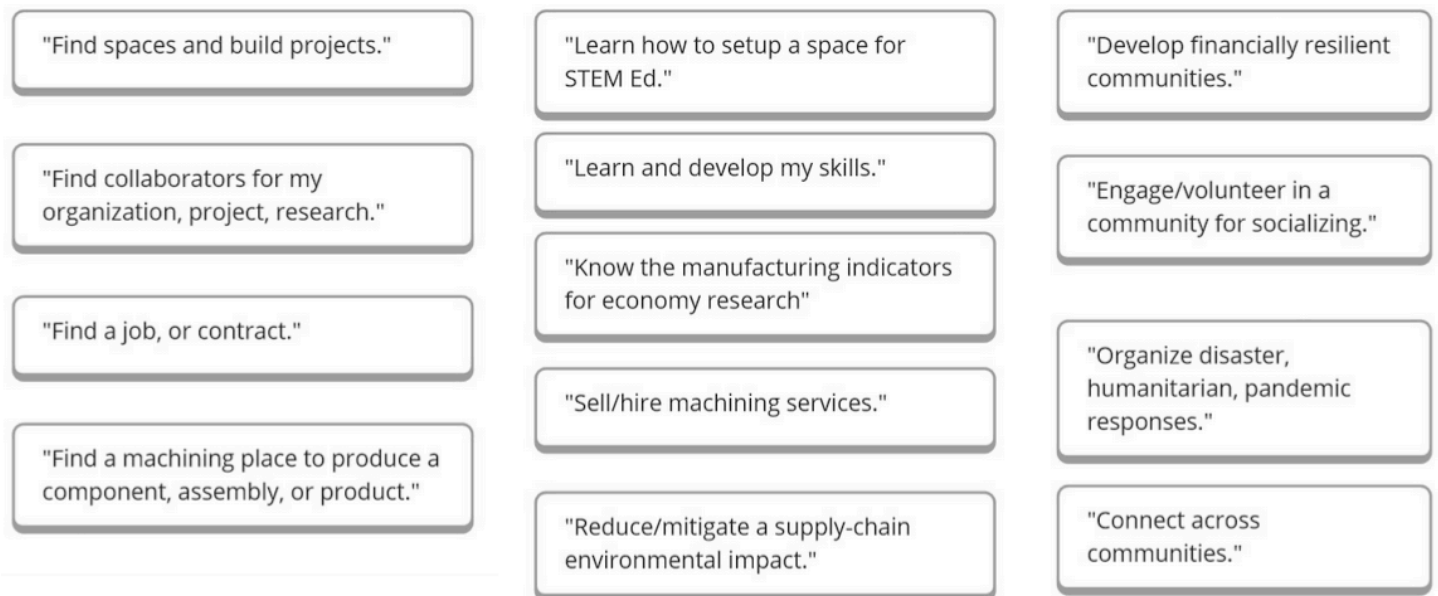 "Find spaces and build projects."
"Find collaborators for my
organization, project, research."
"Find a job, or contract."
"Find a machining place to produce a
component, assembly, or product."
"Learn how to setup a space for
STEM Ed."
"Learn and develop my skills."
"Know the manufacturing indicators
for economy research"
"Sell/hire machining services."
"Reduce/mitigate a supply-chain
environmental impact."
"Develop financially resilient
communities."
"Engage/volunteer in a
community for socializing."
"Organize disaster,
humanitarian, pandemic
responses."
"Connect across
communities."